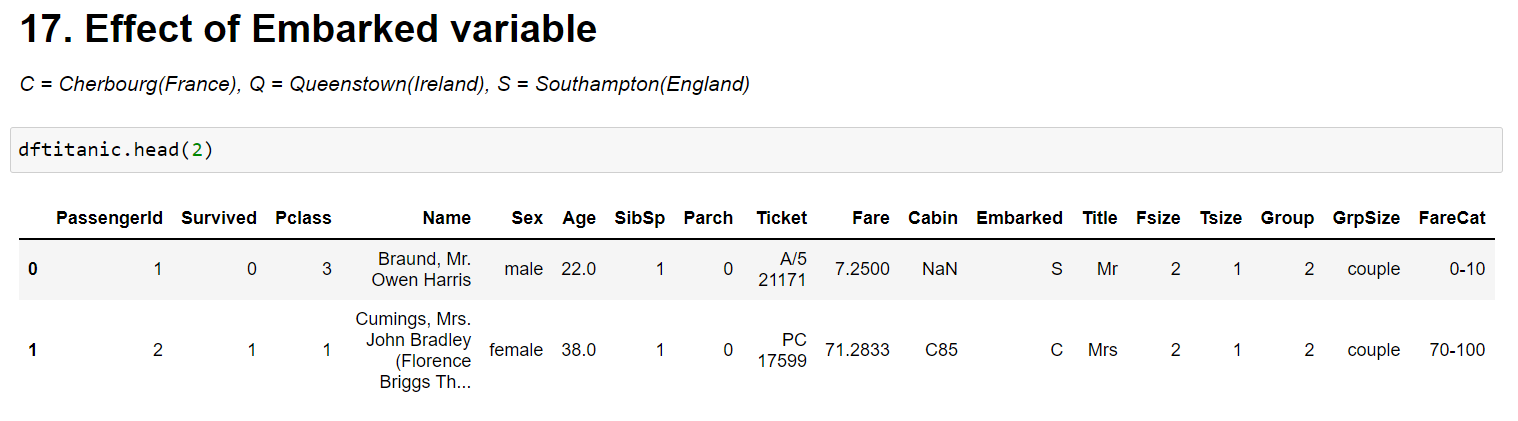 17. Effect of Embarked variable
C = Cherbourg(France), Q = Queenstown(Ireland), S = Southampton(England)
dftitanic.head(2)
PassengerId Survived Pclass Name Sex Age SibSp Parch Ticket Fare Cabin Embarked Title Fsize Tsize Group GrpSize FareCat
0 1 0 3 Braund, Mr. Owen Harris male 22.0 1 0 A/5 21171 7.2500 NaN S Mr 2 1 2 couple 0-10
1 2 1 1 Cumings, Mrs. John Bradley (Florence Briggs Th... female 38.0 1 0 PC 17599 71.2833 C85 C Mrs 2 1 2 couple 70-100